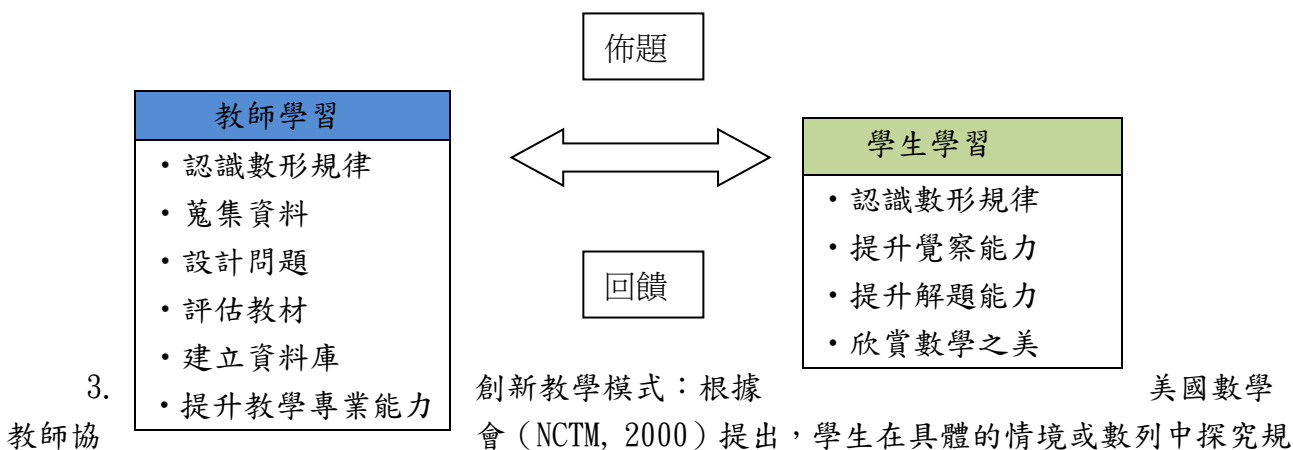 佈題
教師學習
・認識數形規律
・蒐集資料
・設計問題
・評估教材
・建立資料庫
・提升教學專業能力
學生學習
・認識數形規律
・提升覺察能力
・提升解題能力
・欣賞數學之美
回饋
3. 創新教學模式：根據 美國數學
教師協 會（NCTM, 2000）提出，學生在具體的情境或數列中探究規